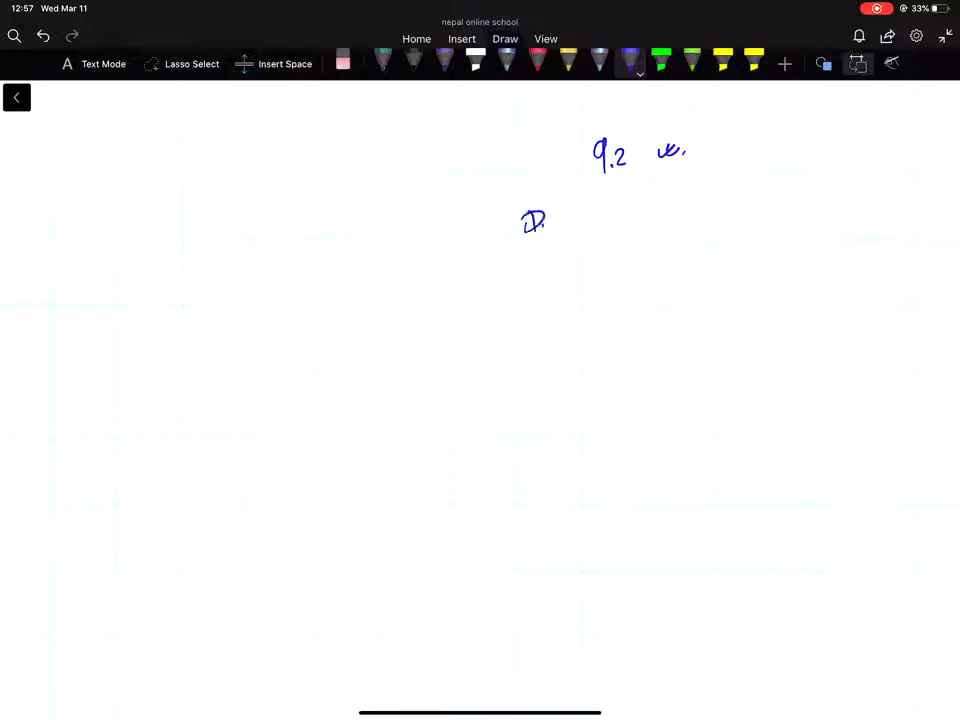 12:57 Wed Mar 11 33%
nepal online school
Home Insert Draw View
A Text Mode Lasso Select Insert Space
9.2